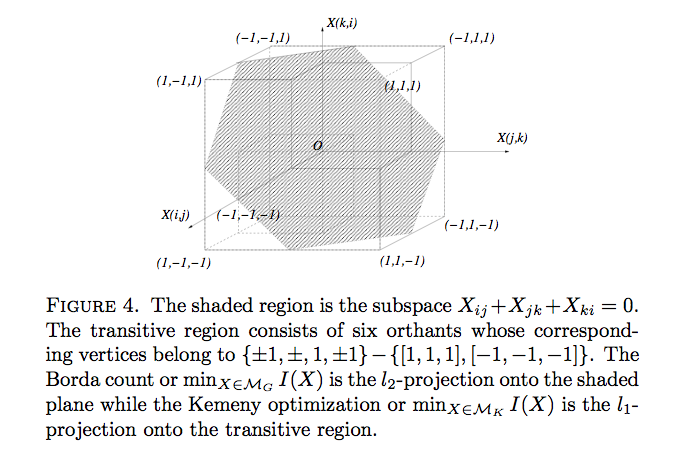 X(k,i)
(−1,−1,1)
(−1,1,1)
(1,−1,1)
(1,1,1)
X(j,k)
O
X(i,j)
(−1,−1,−1)
(−1,1,−1)
(1,−1,−1)
(1,1,−1)
FIGURE 4. The shaded region is the subspace X_{ij}+X_{jk}+X_{ki} = 0.
The transitive region consists of six orthants whose correspond-
ing vertices belong to {±1, ±, 1, ±1} − {[1, 1, 1], [−1, −1, −1]}. The
Borda count or min_{X∈M_G} I(X) is the l_2-projection onto the shaded
plane while the Kemeny optimization or min_{X∈M_K} I(X) is the l_1-
projection onto the transitive region.